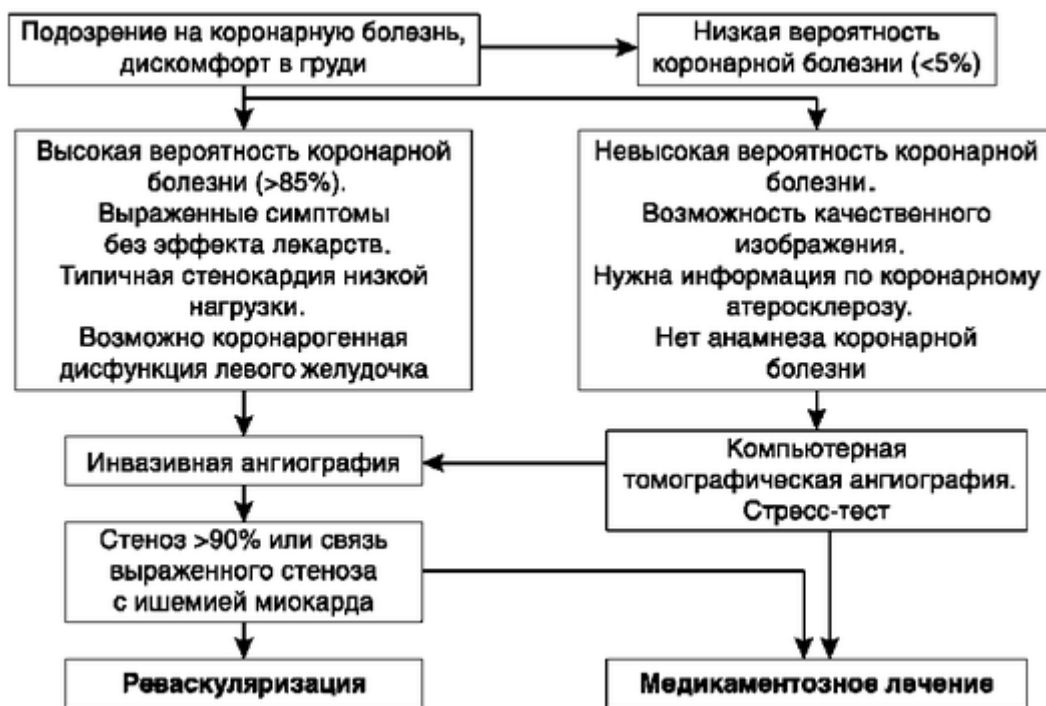 Подозрение на коронарную болезнь,
дискомфорт в груди
Низкая вероятность
коронарной болезни (<5%)
Высокая вероятность коронарной
болезни (>85%).
Выраженные симптомы
без эффекта лекарств.
Типичная стенокардия низкой
нагрузки.
Возможно коронарогенная
дисфункция левого желудочка
Невысокая вероятность коронарной
болезни.
Возможность качественного
изображения.
Нужна информация по коронарному
атеросклерозу.
Нет анамнеза коронарной
болезни
Инвазивная ангиография
Компьютерная
томографическая ангиография.
Стресс-тест
Стеноз >90% или связь
выраженного стеноза
с ишемией миокарда
Реваскуляризация
Медикаментозное лечение